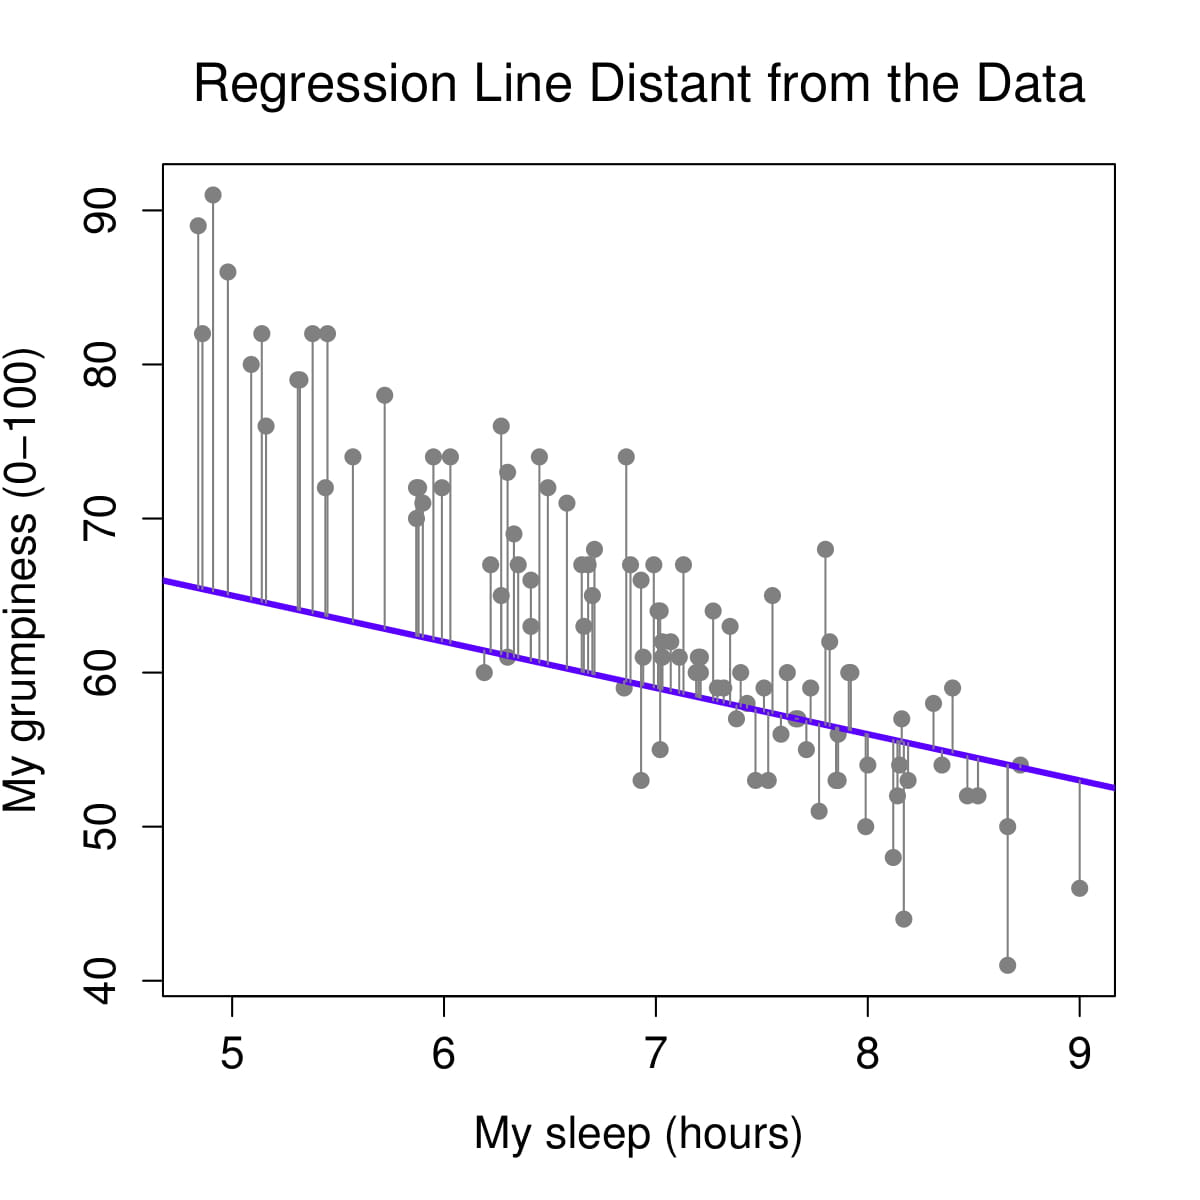 Regression Line Distant from the Data
My grumpiness (0−100)
90
80
70
60
50
40
5 6 7 8 9
My sleep (hours)